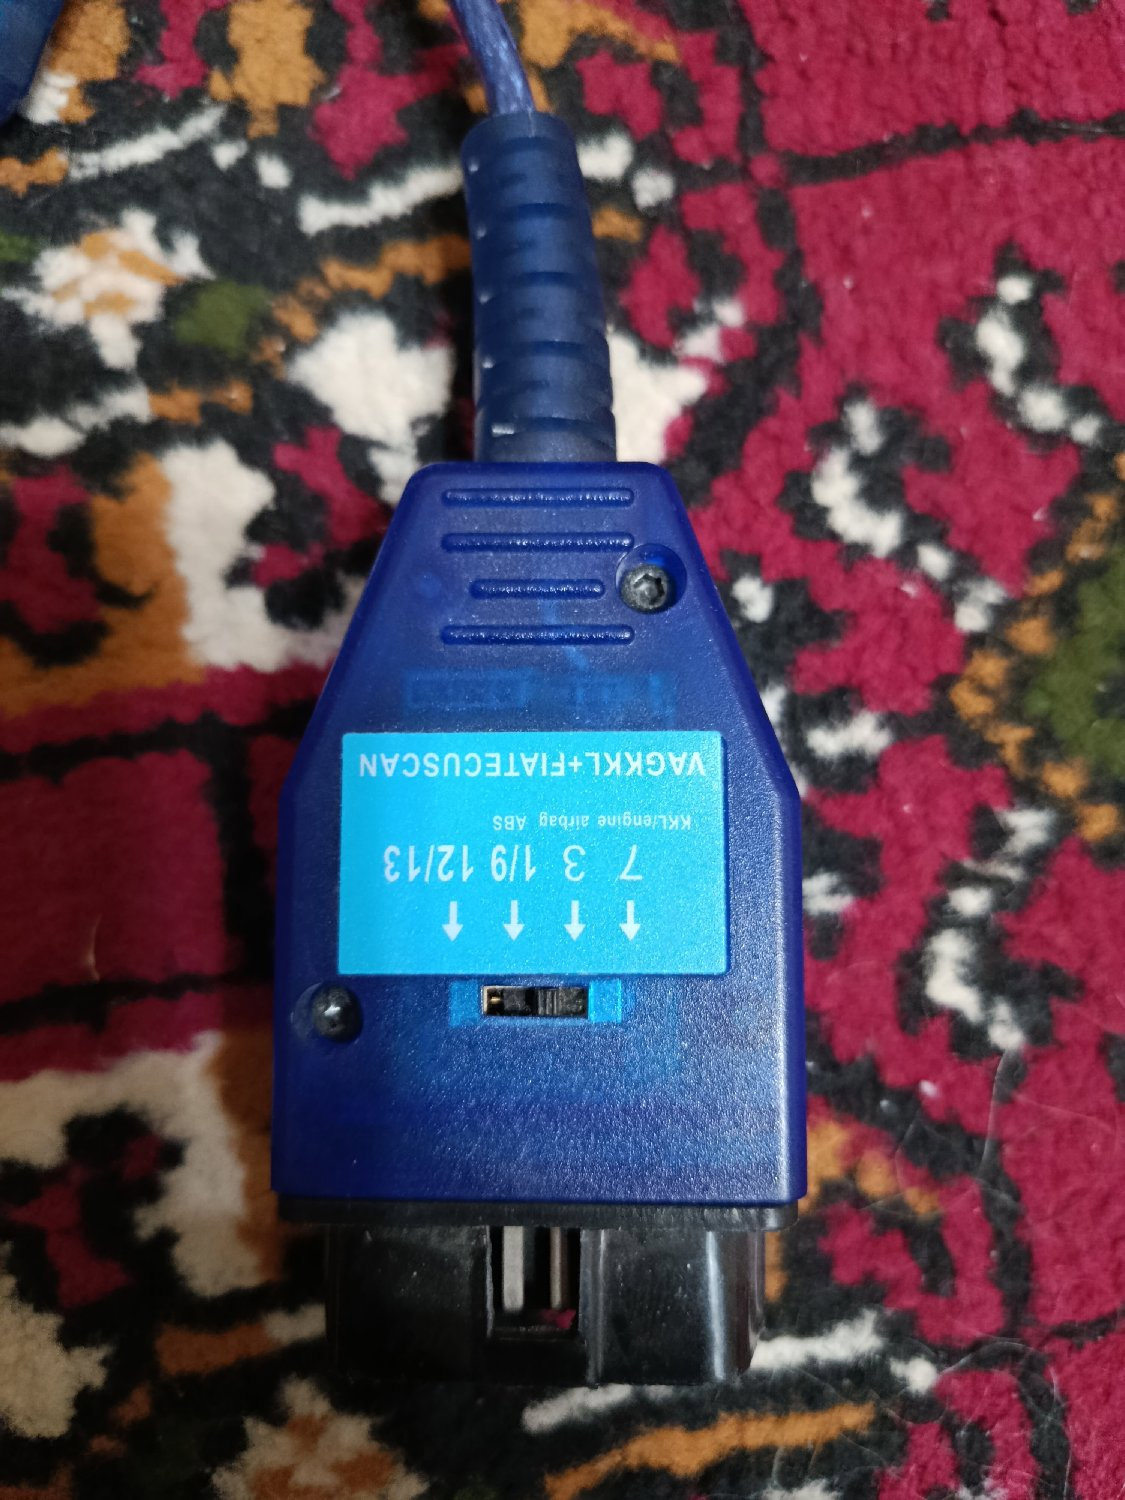 VAGKKL+FIATECUSCAN
KKL/engine airbag ABS
7 3 1/9 12/13